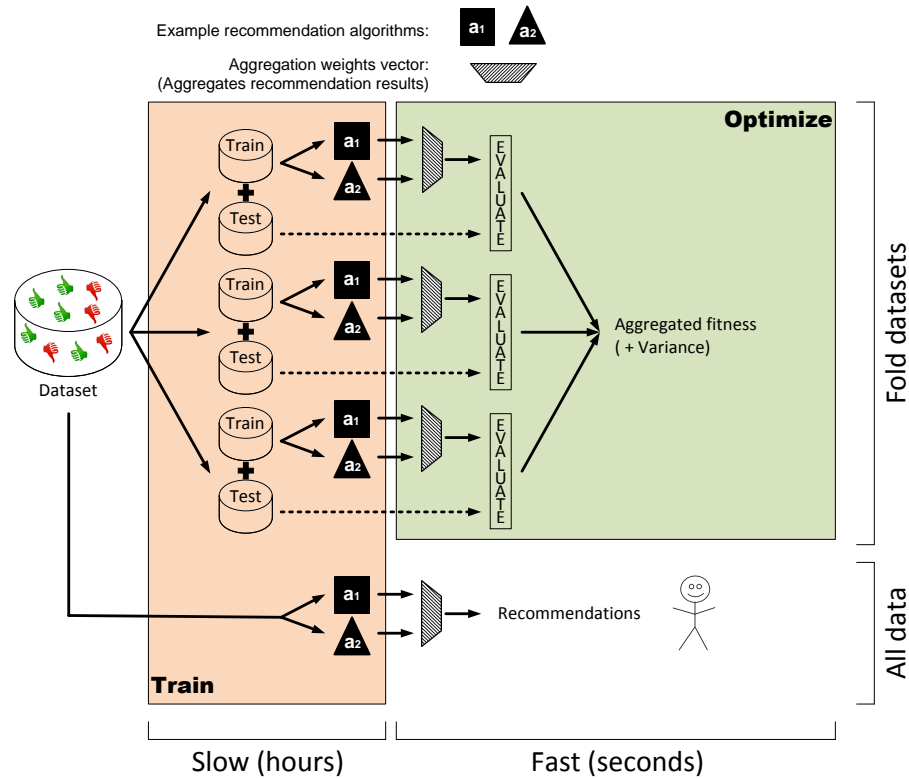 Example recommendation algorithms:
a1
a2
Aggregation weights vector:
(Aggregates recommendation results)
Optimize
Train
a1
a2
EVALUATE
Test
Train
a1
a2
EVALUATE
Test
Aggregated fitness
( + Variance)
Dataset
Train
a1
a2
EVALUATE
Test
Fold datasets
a1
a2
Recommendations
All data
Train
Slow (hours)
Fast (seconds)